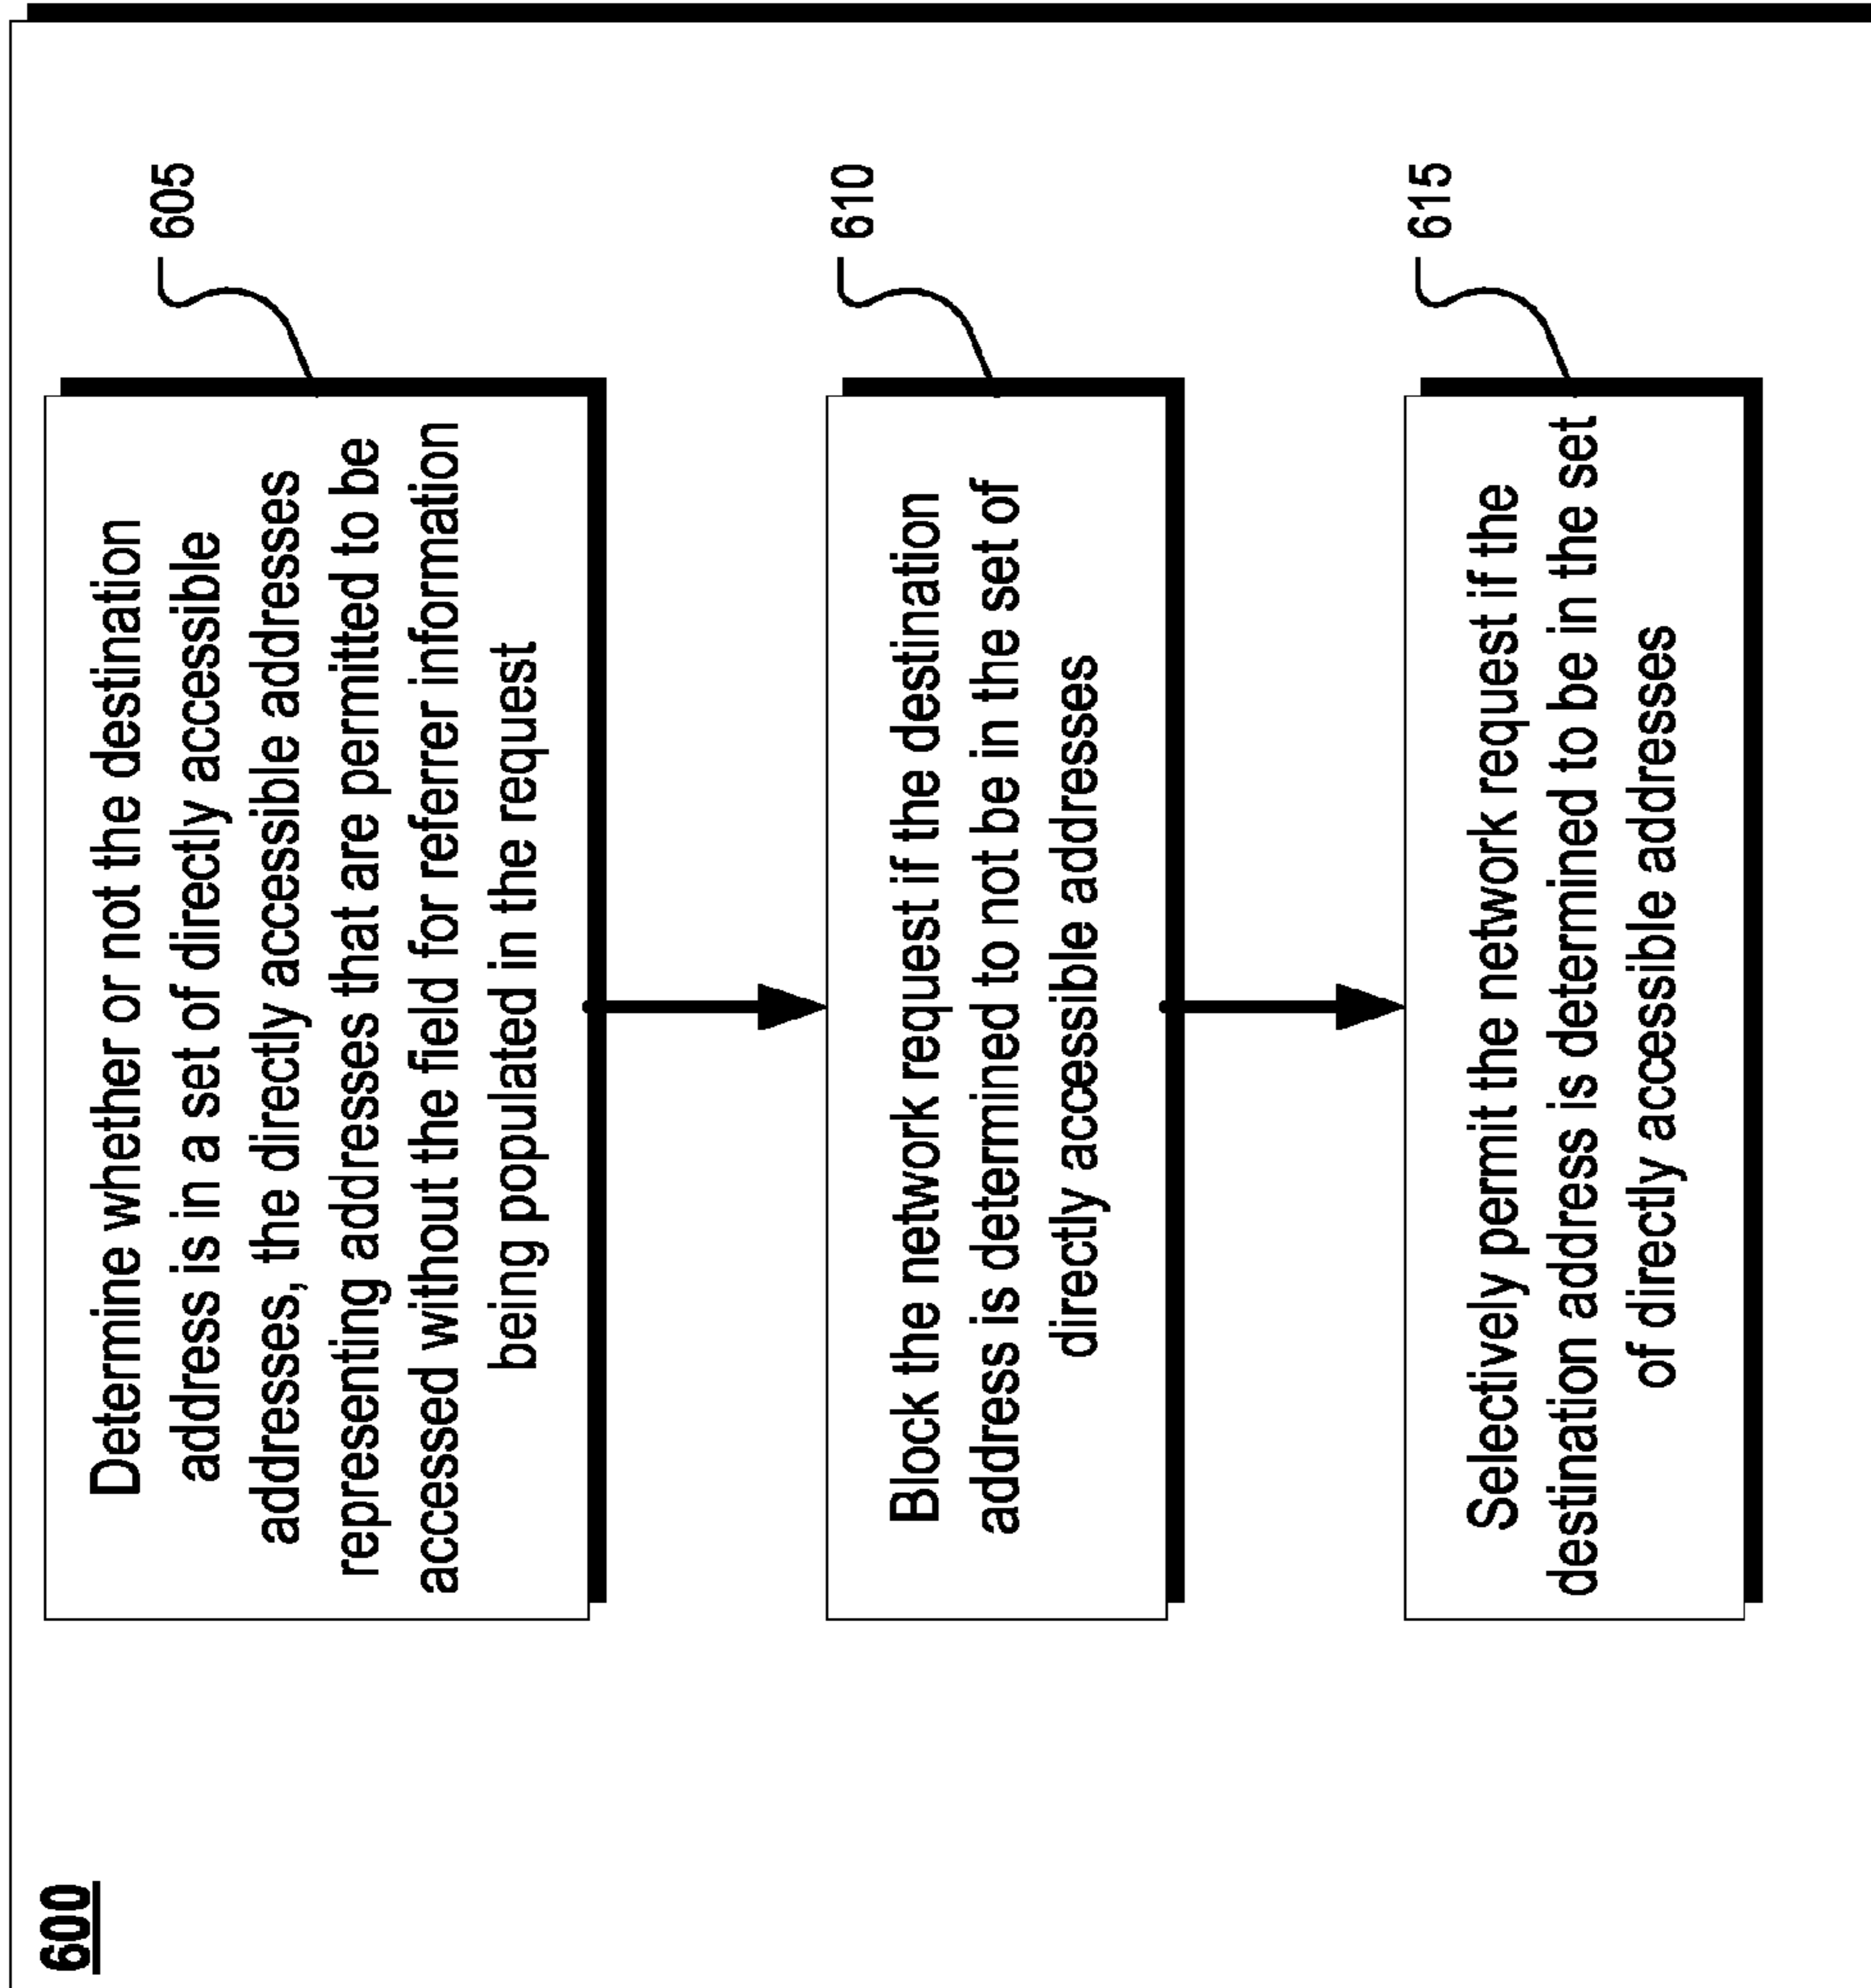 600
Determine whether or not the destination
address is in a set of directly accessible
addresses, the directly accessible addresses
representing addresses that are permitted to be
accessed without the field for referrer information
being populated in the request
605
Block the network request if the destination
address is determined to not be in the set of
directly accessible addresses
610
Selectively permit the network request if the
destination address is determined to be in the set
of directly accessible addresses
615